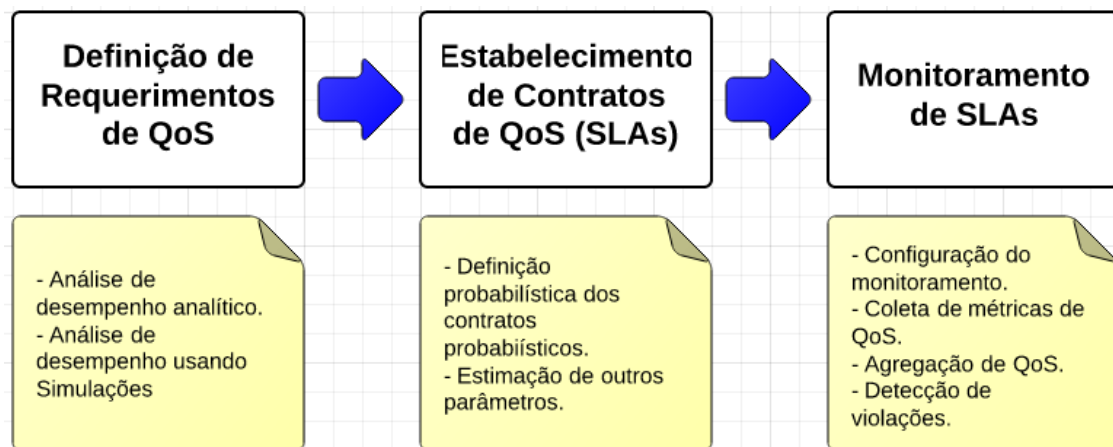 Definição de
Requerimentos
de QoS
Estabelecimento
de Contratos
de QoS (SLAs)
Monitoramento
de SLAs
- Análise de
desempenho analítico.
- Análise de
desempenho usando
Simulações
- Definição
probabilística dos
contratos
probabiísticos.
- Estimação de outros
parâmetros.
- Configuração do
monitoramento.
- Coleta de métricas de
QoS.
- Agregação de QoS.
- Detecção de
violações.